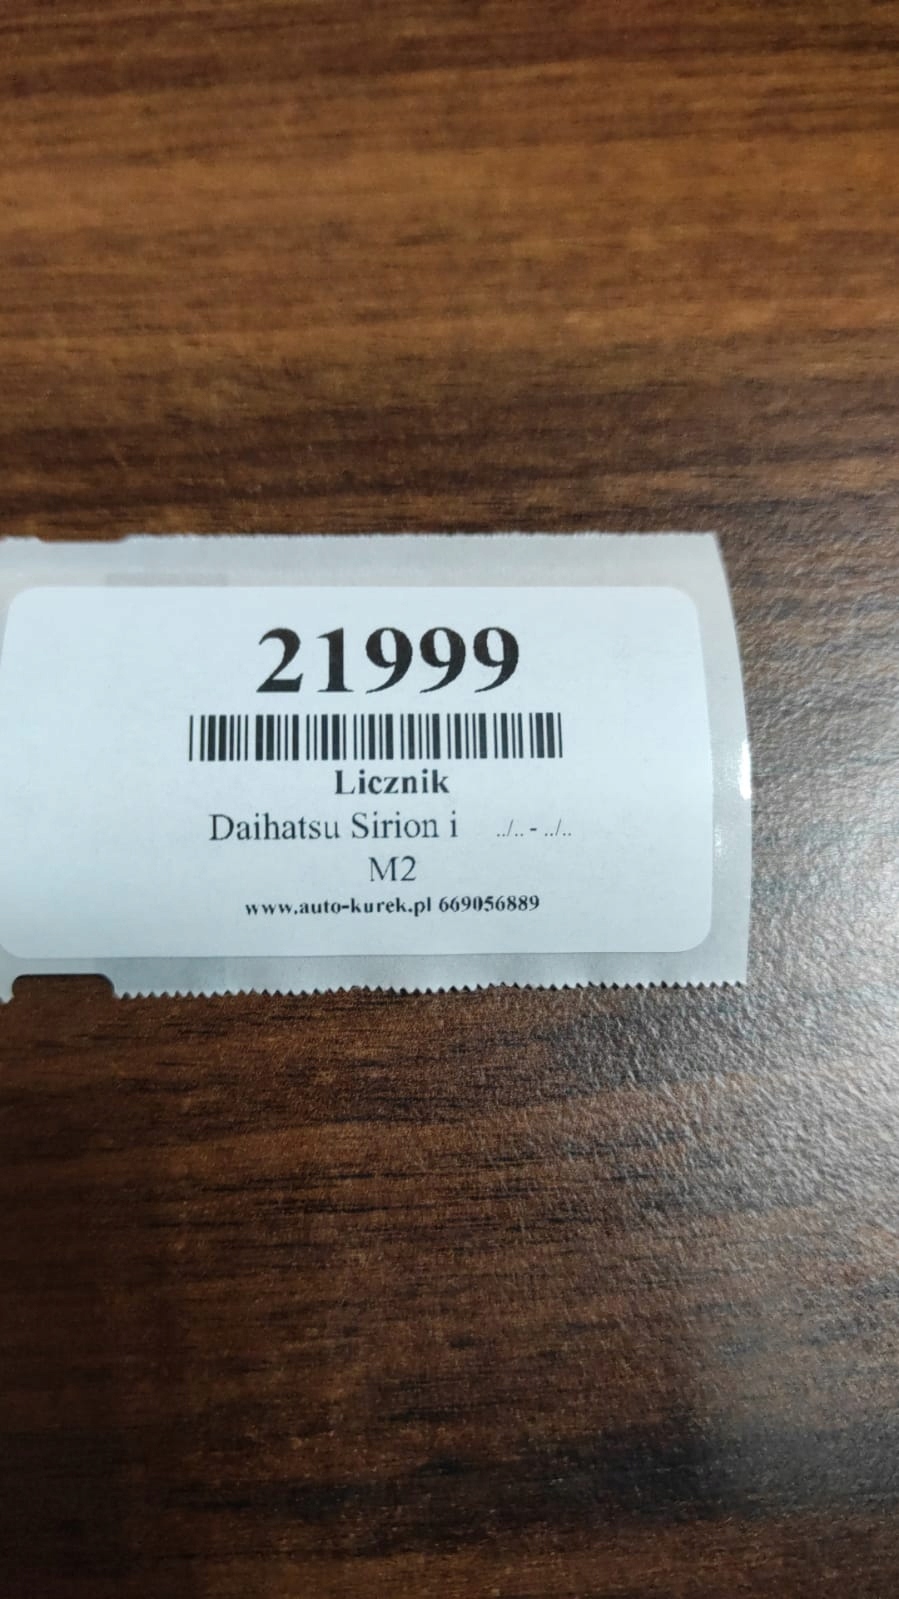 21999
Licznik
Daihatsu Sirion i ../.. - ../..
M2
www.auto-kurek.pl 669056889